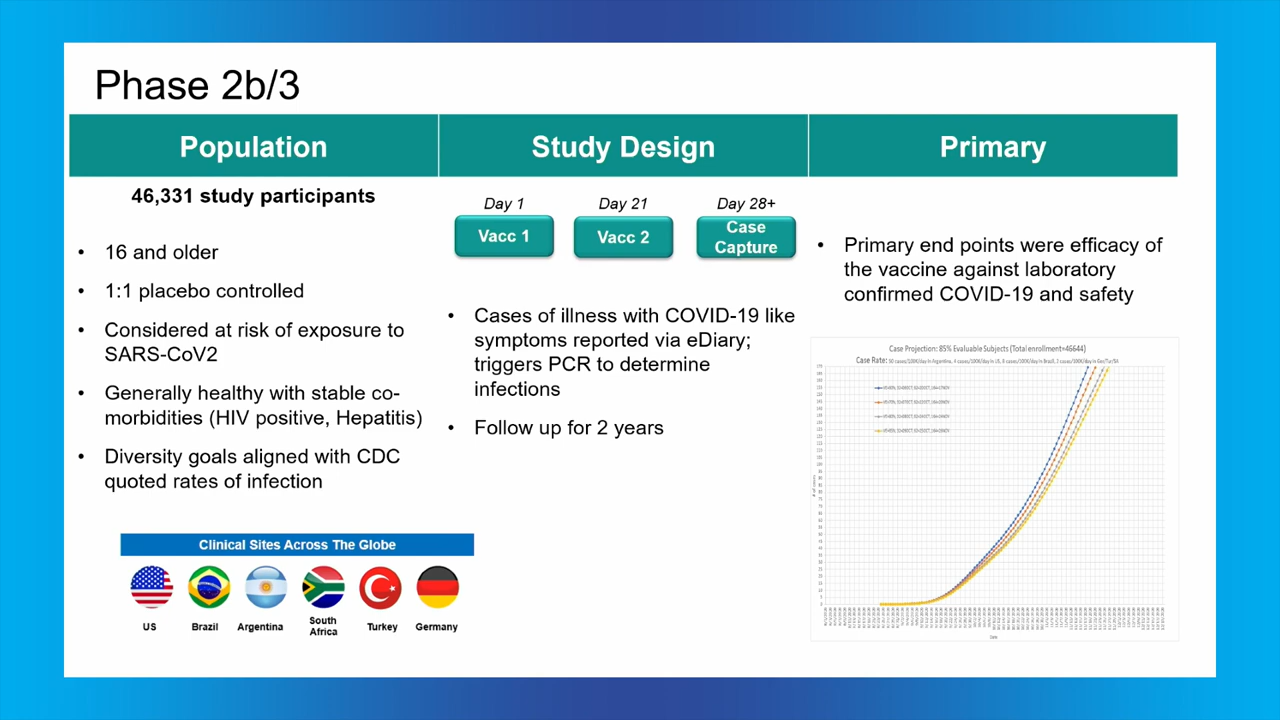 Phase 2b/3
Population
Study Design
Primary
46,331 study participants
• 16 and older
• 1:1 placebo controlled
• Considered at risk of exposure to
SARS-CoV2
• Generally healthy with stable co-
morbidities (HIV positive, Hepatitis)
• Diversity goals aligned with CDC
quoted rates of infection
Clinical Sites Across The Globe
US
Brazil
Argentina
South
Africa
Turkey
Germany
Day 1
Day 21
Day 28+
Vacc 1
Vacc 2
Case
Capture
• Cases of illness with COVID-19 like
symptoms reported via eDiary;
triggers PCR to determine
infections
• Follow up for 2 years
• Primary end points were efficacy of
the vaccine against laboratory
confirmed COVID-19 and safety
Case Projection: 85% Evaluable Subjects (Total enrollment=46644)
Case Rate:
# of cases
Date